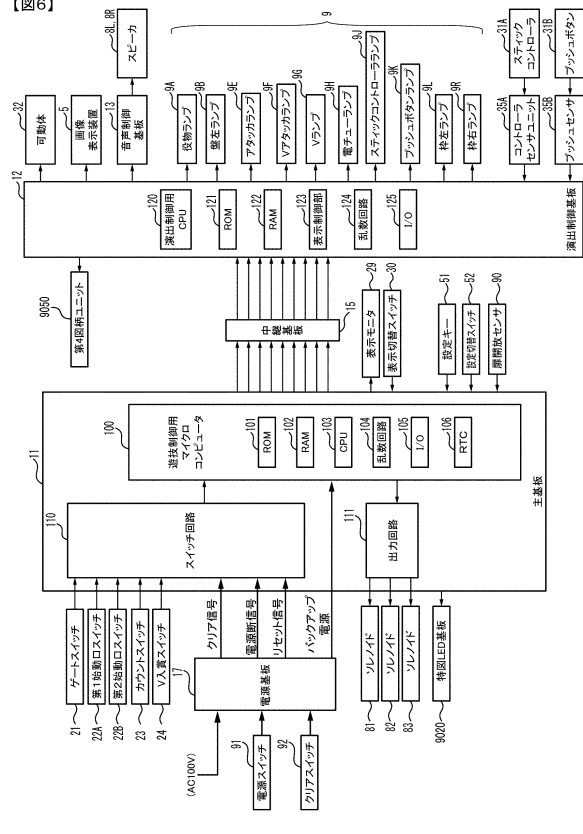 【図6】
8L, 8R
スピーカ
32
可動体
5
画像
表示装置
13
音声制御
基板
9
9A
役物ランプ
9B
盤左ランプ
9E
アタッカランプ
9F
Vアタッカランプ
9G
Vランプ
9H
電チューランプ
9J
スティックコントローラランプ
9K
プッシュボタンランプ
9L
枠左ランプ
9R
枠右ランプ
31A
スティック
コントローラ
31B
プッシュボタン
35A
コントローラ
センサユニット
35B
プッシュセンサ
12
120
演出制御用
CPU
121
ROM
122
RAM
123
表示制御部
124
乱数回路
125
I/O
演出制御基板
9050
第4図柄ユニット
中継基板
15
29
表示モニタ
30
表示切替スイッチ
51
設定キー
52
設定切替スイッチ
90
扉開放センサ
11
100
遊技制御用
マイクロ
コンピュータ
101
ROM
102
RAM
103
CPU
104
乱数回路
105
I/O
106
RTC
110
スイッチ回路
111
出力回路
主基板
ゲートスイッチ
21
第1始動口スイッチ
22A
第2始動口スイッチ
22B
カウントスイッチ
23
V入賞スイッチ
24
クリア信号
電源断信号
リセット信号
バックアップ
電源
17
電源基板
(AC100V)
91
電源スイッチ
92
クリアスイッチ
ソレノイド
81
ソレノイド
82
ソレノイド
83
特図LED基板
9020